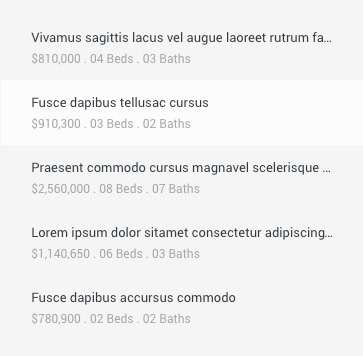 Vivamus sagittis lacus vel augue laoreet rutrum fa...
$810,000 . 04 Beds . 03 Baths
Fusce dapibus tellusac cursus
$910,300 . 03 Beds . 02 Baths
Praesent commodo cursus magnavel scelerisque ...
$2,560,000 . 08 Beds . 07 Baths
Lorem ipsum dolor sitamet consectetur adipiscing...
$1,140,650 . 06 Beds . 03 Baths
Fusce dapibus accursus commodo
$780,900 . 02 Beds . 02 Baths